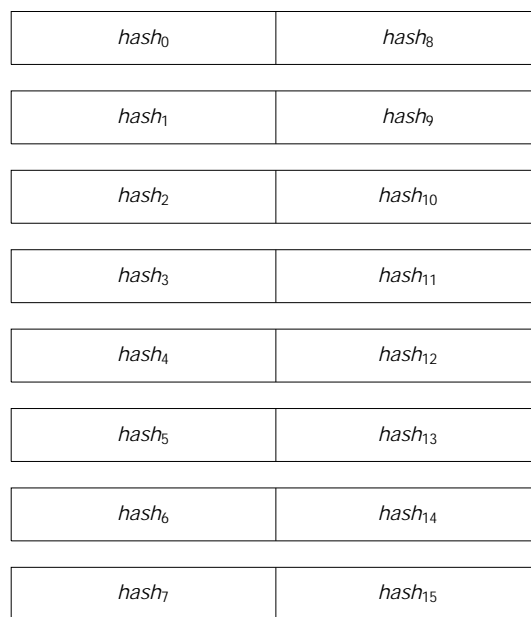 hash₀ hash₈
hash₁ hash₉
hash₂ hash₁₀
hash₃ hash₁₁
hash₄ hash₁₂
hash₅ hash₁₃
hash₆ hash₁₄
hash₇ hash₁₅